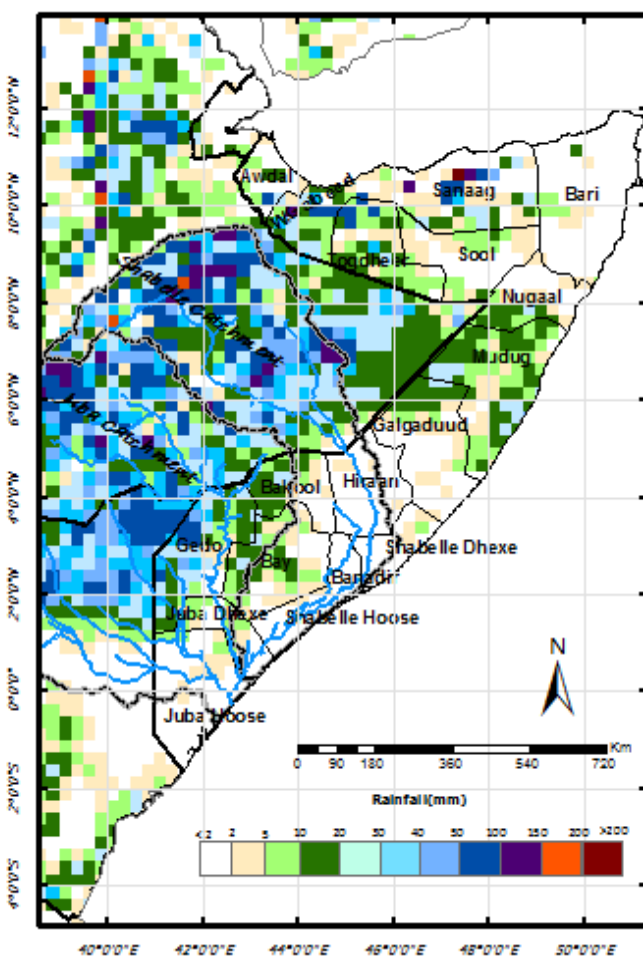 12°0'0"N
10°0'0"N
8°0'0"N
6°0'0"N
4°0'0"N
2°0'0"N
0°0'0"
2°0'0"S
4°0'0"S
Awdal
Sanaag
Bari
Togdheer
Sool
Shabelle Catchment
Nugaal
Mudug
Juba Catchment
Galgaduud
Bakool
Hiraan
Gedo
Bay
Shabelle Dhexe
Banadir
Juba Dhexe
Shabelle Hoose
Juba Hoose
N
Km
0 90 180 360 540 720
Rainfall(mm)
<2 2 5 10 20 30 40 50 100 150 200 >200
40°0'0"E 42°0'0"E 44°0'0"E 46°0'0"E 48°0'0"E 50°0'0"E